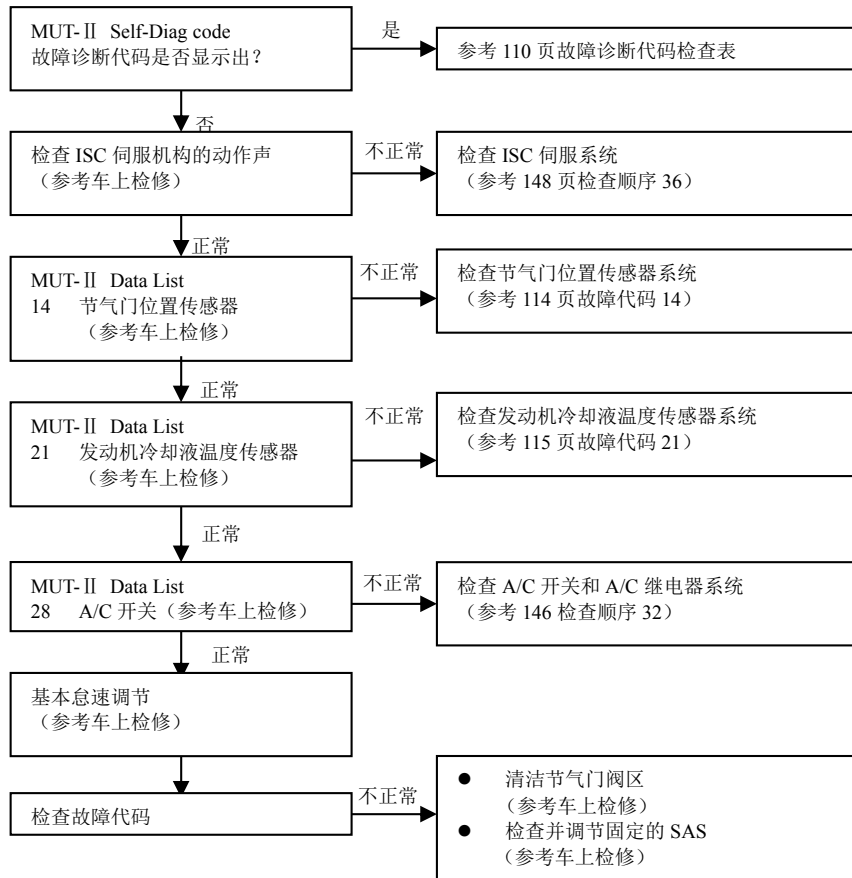 MUT-Ⅱ Self-Diag code
故障诊断代码是否显示出？
是
参考 110 页故障诊断代码检查表
否
检查 ISC 伺服机构的动作声
（参考车上检修）
不正常
检查 ISC 伺服系统
（参考 148 页检查顺序 36）
正常
MUT-Ⅱ Data List
14 节气门位置传感器
（参考车上检修）
不正常
检查节气门位置传感器系统
（参考 114 页故障代码 14）
正常
MUT-Ⅱ Data List
21 发动机冷却液温度传感器
（参考车上检修）
不正常
检查发动机冷却液温度传感器系统
（参考 115 页故障代码 21）
正常
MUT-Ⅱ Data List
28 A/C 开关（参考车上检修）
不正常
检查 A/C 开关和 A/C 继电器系统
（参考 146 检查顺序 32）
正常
基本怠速调节
（参考车上检修）
检查故障代码
不正常
● 清洁节气门阀区
（参考车上检修）
● 检查并调节固定的 SAS
（参考车上检修）